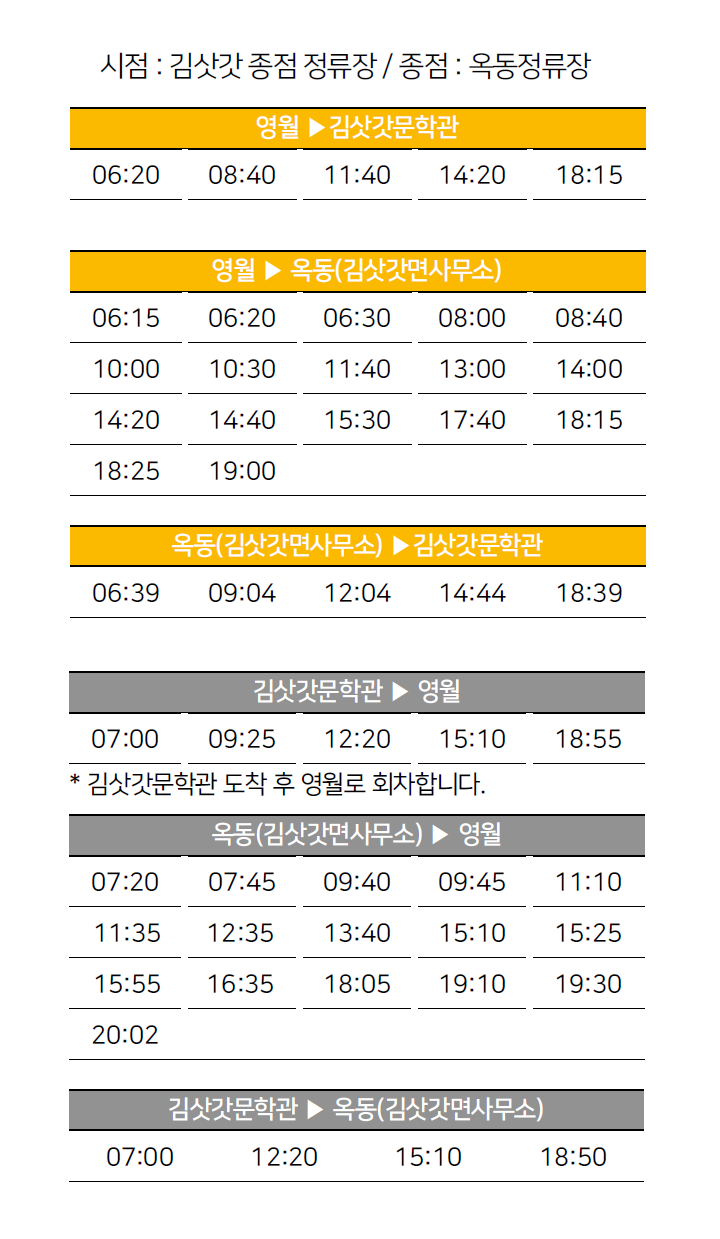 시점 : 김삿갓 종점 정류장 / 종점 : 옥동정류장
영월 ▶김삿갓문학관
06:20 08:40 11:40 14:20 18:15
영월 ▶ 옥동(김삿갓면사무소)
06:15 06:20 06:30 08:00 08:40
10:00 10:30 11:40 13:00 14:00
14:20 14:40 15:30 17:40 18:15
18:25 19:00
옥동(김삿갓면사무소) ▶김삿갓문학관
06:39 09:04 12:04 14:44 18:39
김삿갓문학관 ▶ 영월
07:00 09:25 12:20 15:10 18:55
* 김삿갓문학관 도착 후 영월로 회차합니다.
옥동(김삿갓면사무소) ▶ 영월
07:20 07:45 09:40 09:45 11:10
11:35 12:35 13:40 15:10 15:25
15:55 16:35 18:05 19:10 19:30
20:02
김삿갓문학관 ▶ 옥동(김삿갓면사무소)
07:00 12:20 15:10 18:50